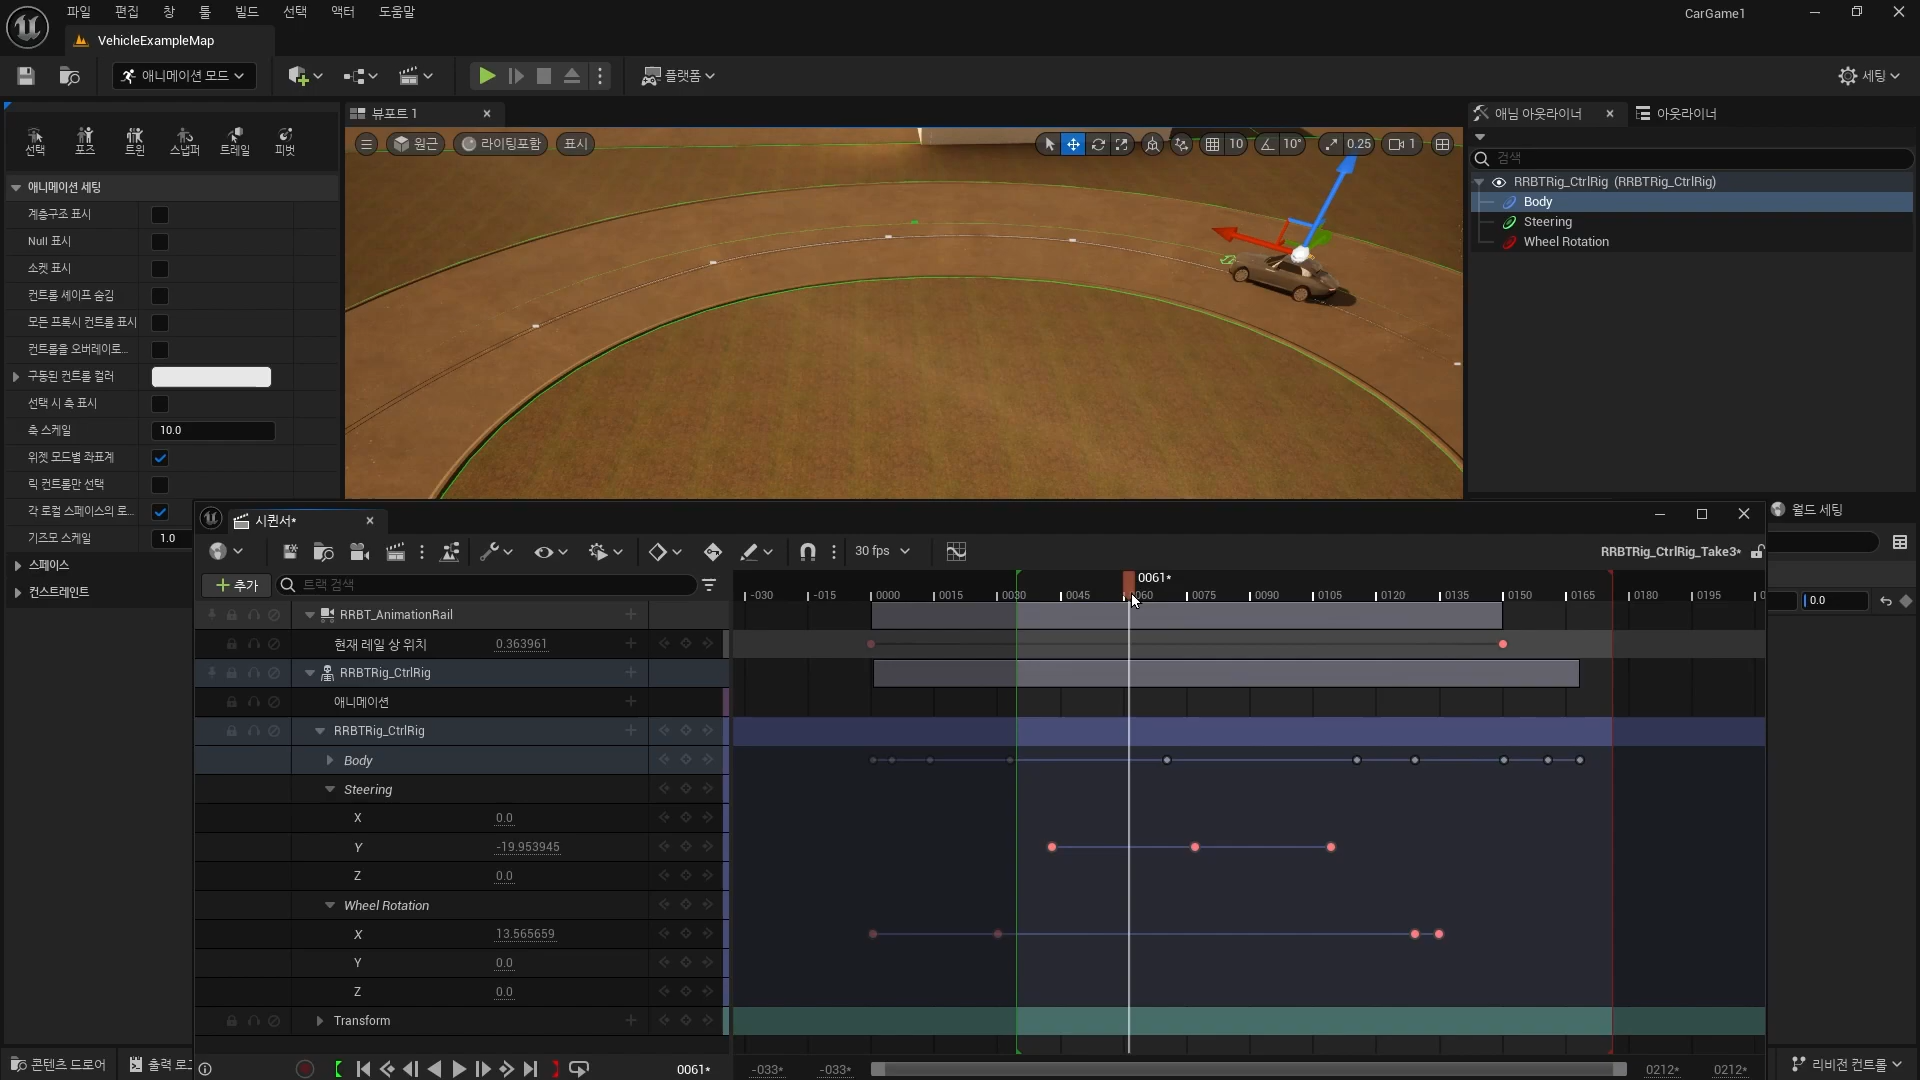 파일 편집 창 툴 빌드 선택 액터 도움말
CarGame1
VehicleExampleMap
애니메이션 모드
플랫폼
세팅
선택 포즈 트윈 스냅퍼 트레일 피벗
애니메이션 세팅
계층구조 표시
Null 표시
소켓 표시
컨트롤 셰이프 숨김
모든 프록시 컨트롤 표시
컨트롤을 오버레이로...
구동된 컨트롤 컬러
선택 시 축 표시
축 스케일 10.0
위젯 모드별 좌표계
릭 컨트롤만 선택
각 로컬 스페이스의 로...
기즈모 스케일 1.0
스페이스
컨스트레인트
뷰포트 1
원근 라이팅포함 표시
10 10° 0.25 1
애님 아웃라이너 아웃라이너
검색
RRBTRig_CtrlRig (RRBTRig_CtrlRig)
Body
Steering
Wheel Rotation
월드 세팅
0.0
시퀀서*
30 fps
RRBTRig_CtrlRig_Take3*
추가
트랙 검색
0061*
-030 -015 0000 0015 0030 0045 0060 0075 0090 0105 0120 0135 0150 0165 0180 0195 0
RRBT_AnimationRail
현재 레일 상 위치 0.363961
RRBTRig_CtrlRig
애니메이션
RRBTRig_CtrlRig
Body
Steering
X 0.0
Y -19.953945
Z 0.0
Wheel Rotation
X 13.565659
Y 0.0
Z 0.0
Transform
0061*
-033* -033* 0212* 0212*
콘텐츠 드로어
출력 로그
리비전 컨트롤